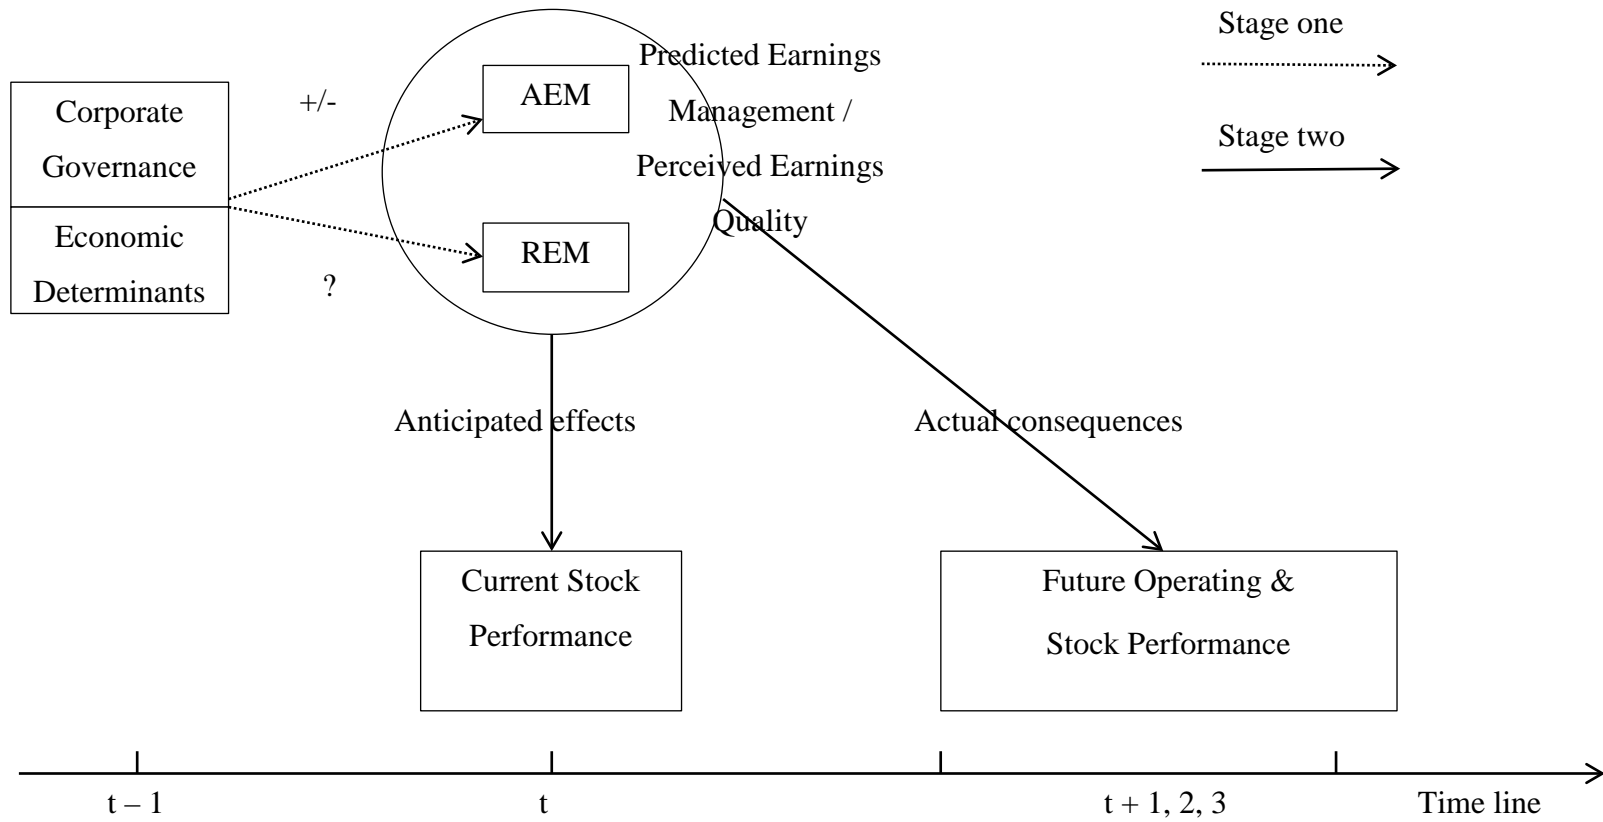 Stage one
Predicted Earnings
Management /
Perceived Earnings
Quality
AEM
+/-
Corporate
Governance
Stage two
Economic
Determinants
REM
?
Anticipated effects
Actual consequences
Current Stock
Performance
Future Operating &
Stock Performance
t – 1
t
t + 1, 2, 3
Time line